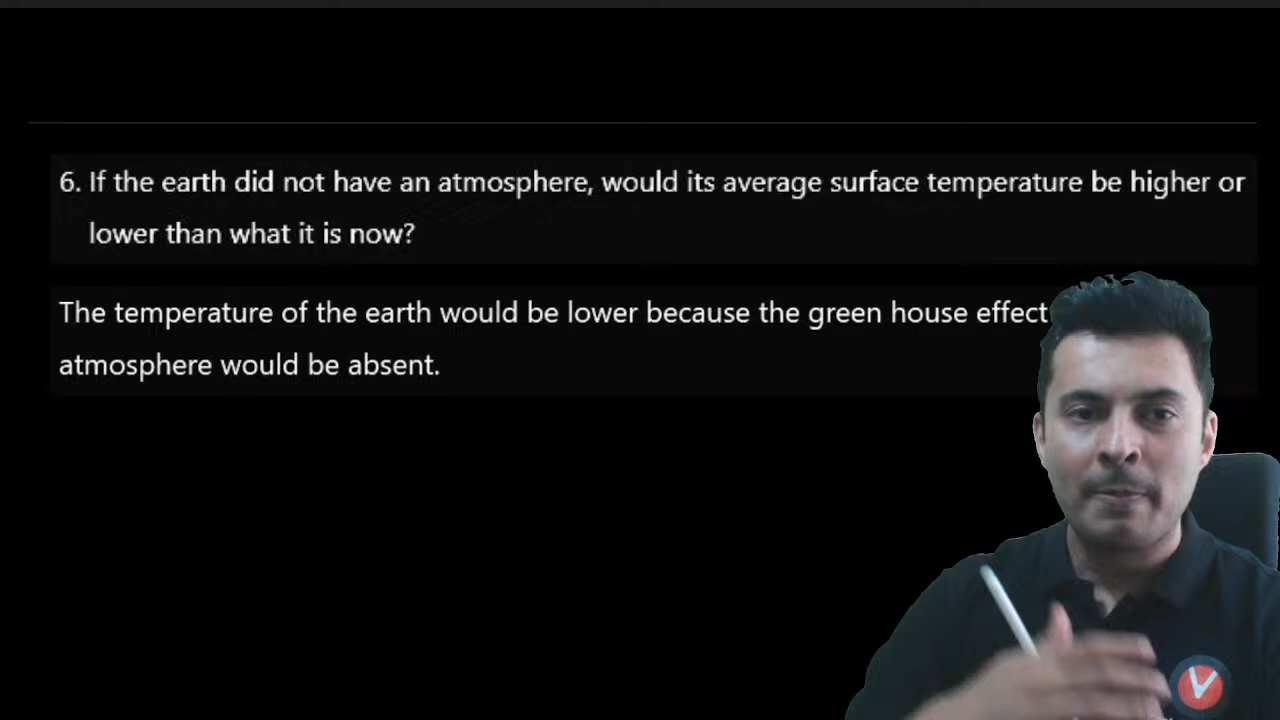 6. If the earth did not have an atmosphere, would its average surface temperature be higher or
lower than what it is now?
The temperature of the earth would be lower because the green house effect
atmosphere would be absent.
V